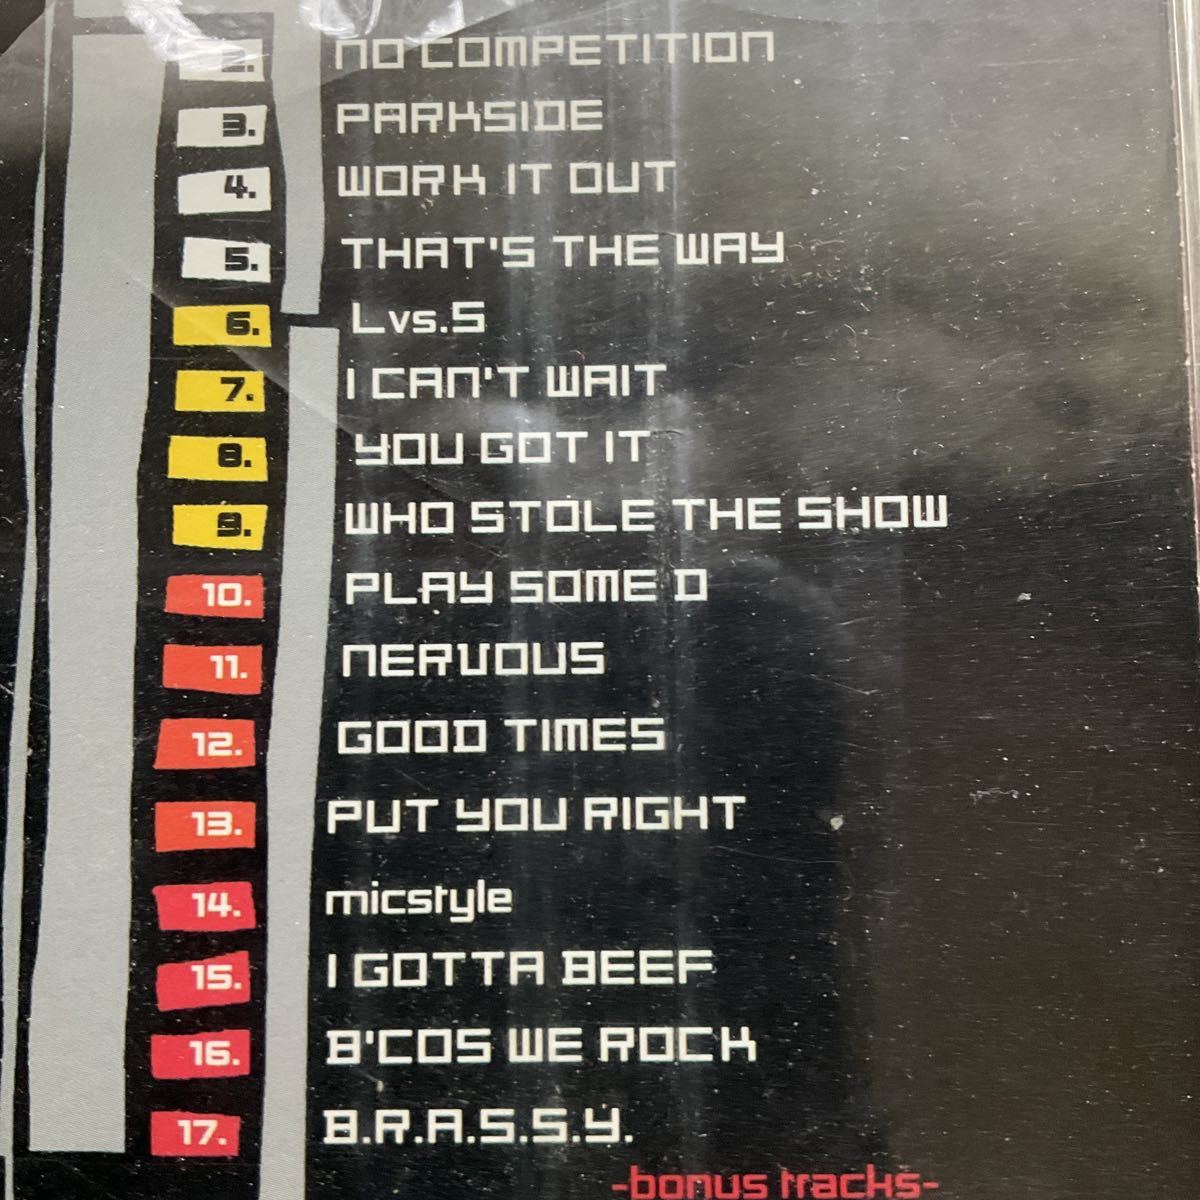 2. NO COMPETITION
3. PARKSIDE
4. WORK IT OUT
5. THAT'S THE WAY
6. Lvs.S
7. I CAN'T WAIT
8. YOU GOT IT
9. WHO STOLE THE SHOW
10. PLAY SOME D
11. NERVOUS
12. GOOD TIMES
13. PUT YOU RIGHT
14. micstyle
15. I GOTTA BEEF
16. B'COS WE ROCK
17. B.R.A.S.S.Y.
-bonus tracks-